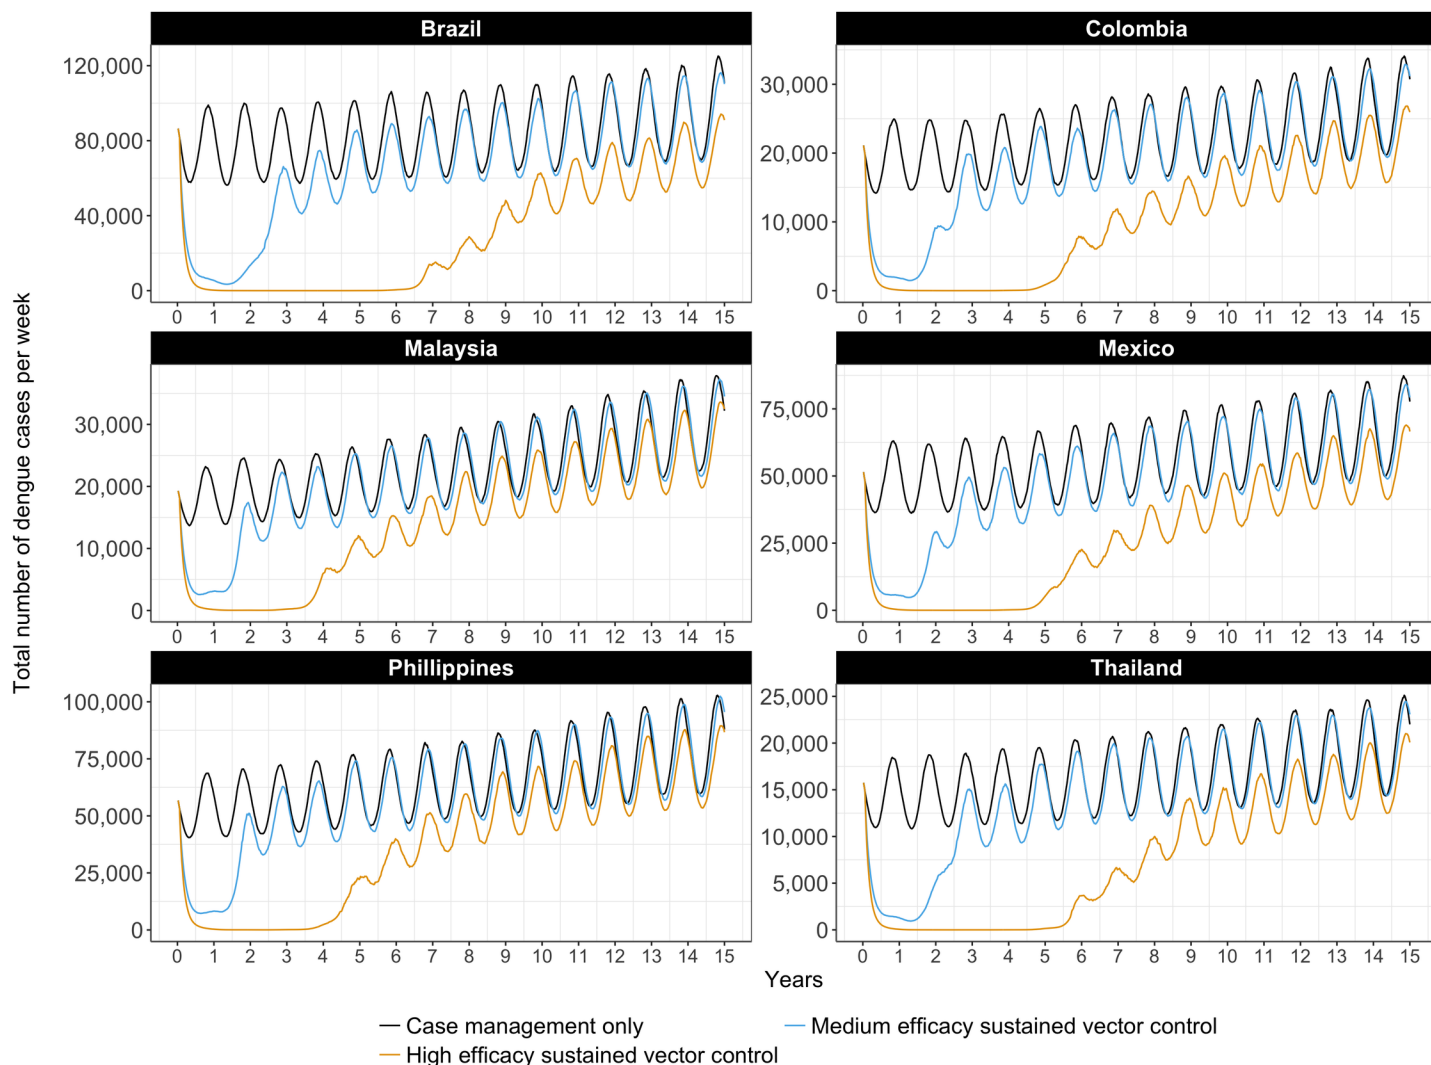 Brazil
Colombia
120,000
80,000
40,000
0
30,000
20,000
10,000
0
0 1 2 3 4 5 6 7 8 9 10 11 12 13 14 15
0 1 2 3 4 5 6 7 8 9 10 11 12 13 14 15
Total number of dengue cases per week
Malaysia
Mexico
30,000
20,000
10,000
0
75,000
50,000
25,000
0
0 1 2 3 4 5 6 7 8 9 10 11 12 13 14 15
0 1 2 3 4 5 6 7 8 9 10 11 12 13 14 15
Phillippines
Thailand
100,000
75,000
50,000
25,000
0
25,000
20,000
15,000
10,000
5,000
0
0 1 2 3 4 5 6 7 8 9 10 11 12 13 14 15
0 1 2 3 4 5 6 7 8 9 10 11 12 13 14 15
Years
Case management only
Medium efficacy sustained vector control
High efficacy sustained vector control